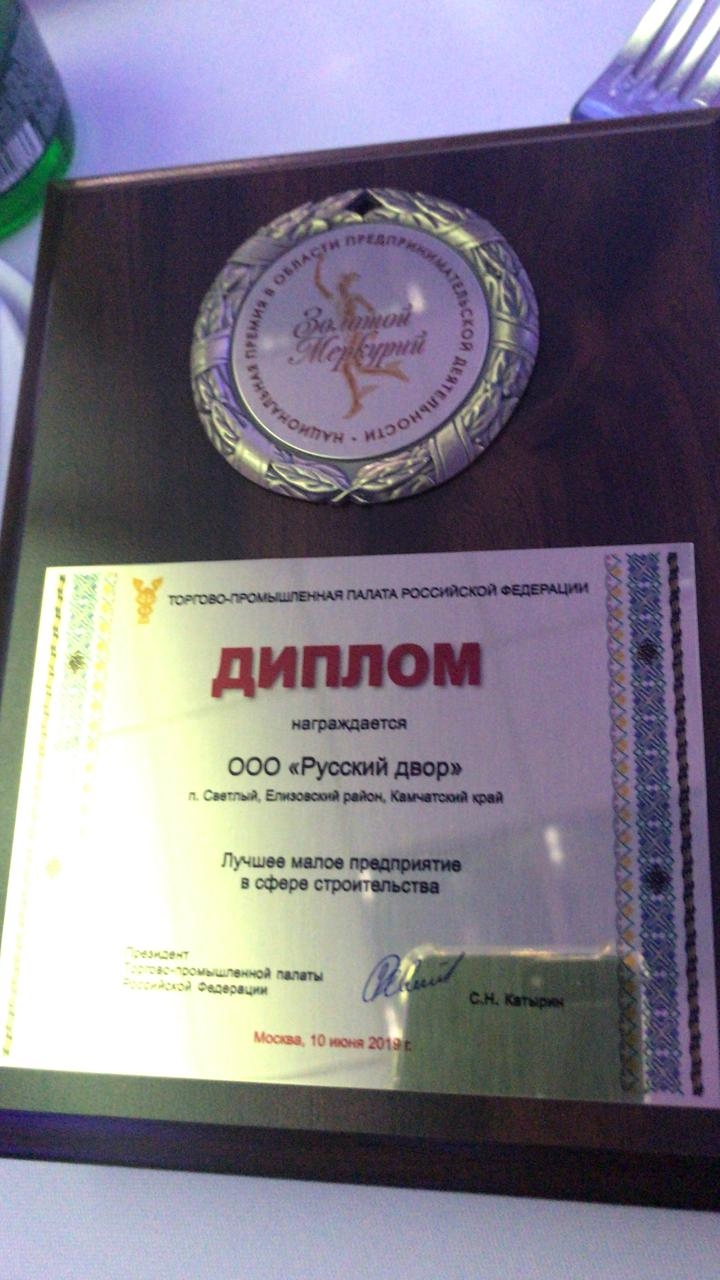 НАЦИОНАЛЬНАЯ ПРЕМИЯ В ОБЛАСТИ ПРЕДПРИНИМАТЕЛЬСКОЙ ДЕЯТЕЛЬНОСТИ •
Золотой
Меркурий
ТОРГОВО-ПРОМЫШЛЕННАЯ ПАЛАТА РОССИЙСКОЙ ФЕДЕРАЦИИ
ДИПЛОМ
награждается
ООО «Русский двор»
п. Светлый, Елизовский район, Камчатский край
Лучшее малое предприятие
в сфере строительства
Президент
Торгово-промышленной палаты
Российской Федерации
С.Н. Катырин
Москва, 10 июня 2019 г.